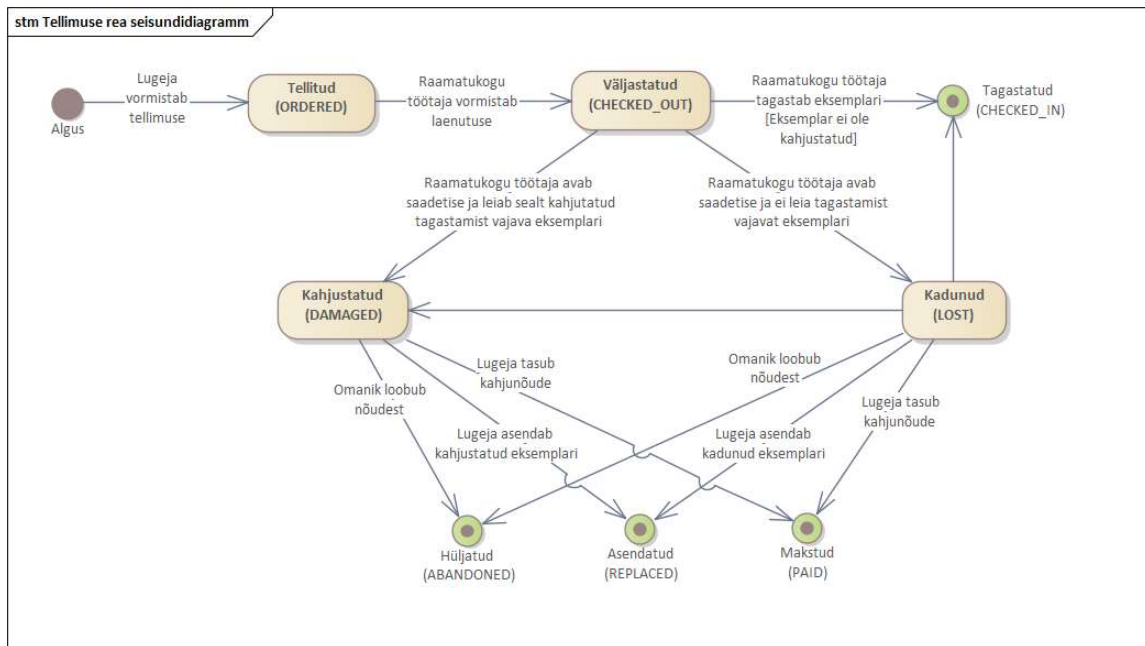 stm Tellimuse rea seisundidiagramm
Algus
Lugeja
vormistab
tellimuse
Tellitud
(ORDERED)
Raamatukogu
töötaja vormistab
laenutuse
Väljastatud
(CHECKED_OUT)
Raamatukogu töötaja
tagastab eksemplari
[Eksemplar ei ole
kahjustatud]
Tagastatud
(CHECKED_IN)
Raamatukogu töötaja avab
saadetise ja leiab sealt kahjutatud
tagastamist vajava eksemplari
Raamatukogu töötaja avab
saadetise ja ei leia tagastamist
vajavat eksemplari
Kahjustatud
(DAMAGED)
Kadunud
(LOST)
Omanik loobub
nõudest
Lugeja tasub
kahjunõude
Lugeja asendab
kahjustatud eksemplari
Omanik loobub
nõudest
Lugeja asendab
kadunud eksemplari
Lugeja tasub
kahjunõude
Hüljatud
(ABANDONED)
Asendatud
(REPLACED)
Makstud
(PAID)